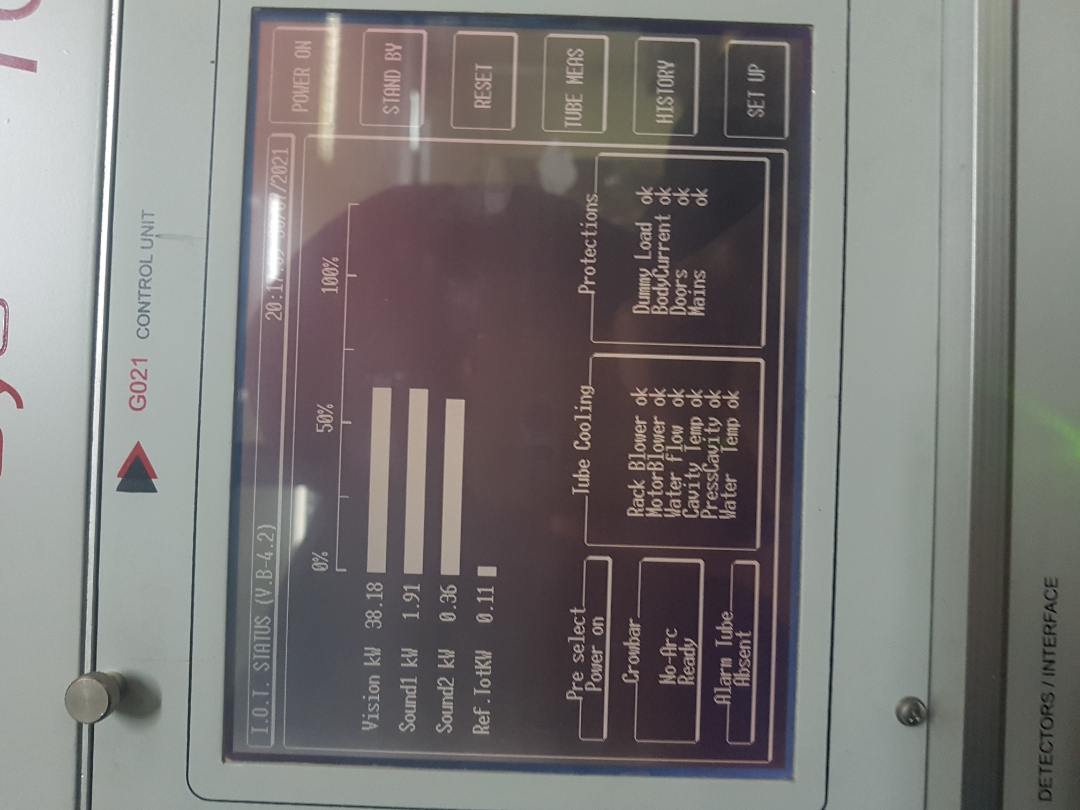 G021 CONTROL UNIT
I.O.T. STATUS (V.B-4.2)
/2021
POWER ON
0% 50% 100%
Vision kW 38.18
STAND BY
Sound1 kW 1.91
Sound2 kW 0.36
Ref.TotKW 0.11
RESET
TUBE MEAS
HISTORY
SET UP
Pre select
Power on
Crowbar
No-Arc
Ready
Alarm Tube
Absent
Tube Cooling
Rack Blower ok
MotorBlower ok
Water flow ok
Cavity Temp ok
PressCavity ok
Water Temp ok
Protections
Dummy Load ok
BodyCurrent ok
Doors ok
Mains ok
DETECTORS / INTERFACE